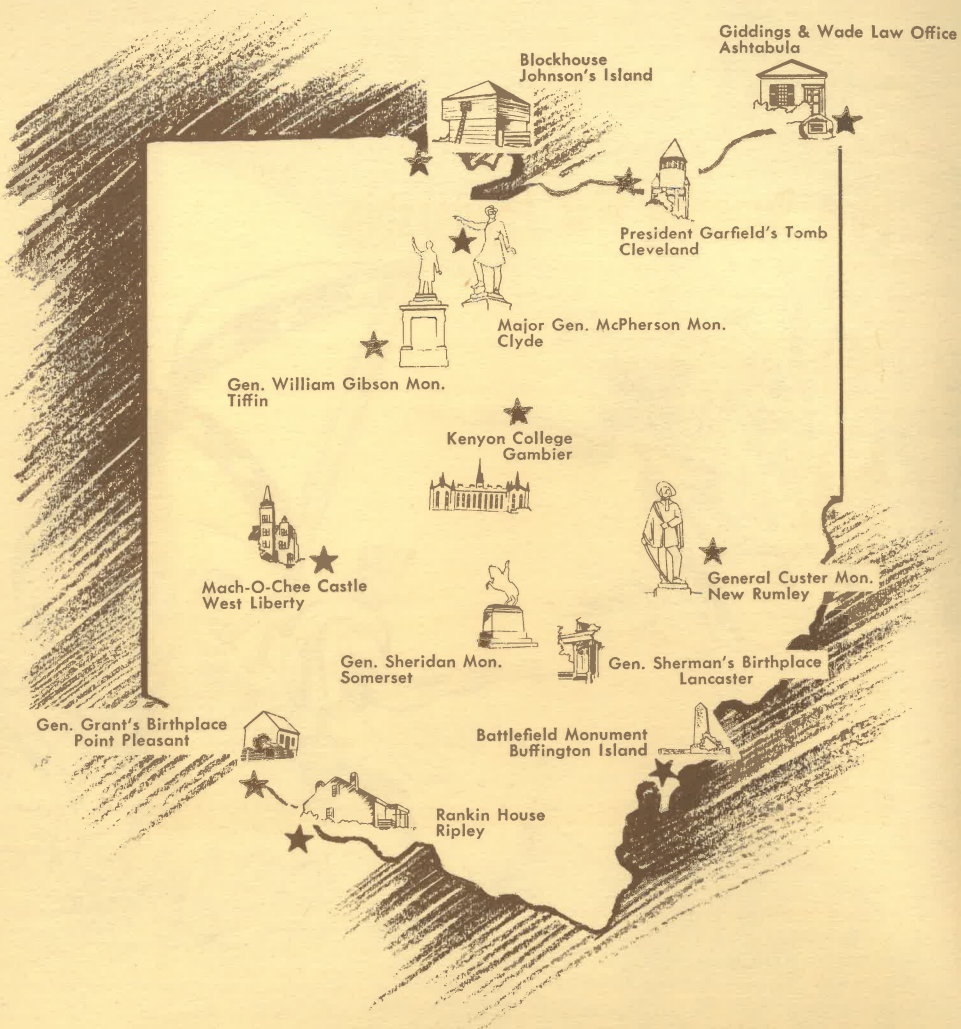 Giddings & Wade Law Office
Ashtabula
Blockhouse
Johnson's Island
President Garfield's Tomb
Cleveland
Major Gen. McPherson Mon.
Clyde
Gen. William Gibson Mon.
Tiffin
Kenyon College
Gambier
Mach-O-Chee Castle
West Liberty
General Custer Mon.
New Rumley
Gen. Sheridan Mon.
Somerset
Gen. Sherman's Birthplace
Lancaster
Gen. Grant's Birthplace
Point Pleasant
Battlefield Monument
Buffington Island
Rankin House
Ripley